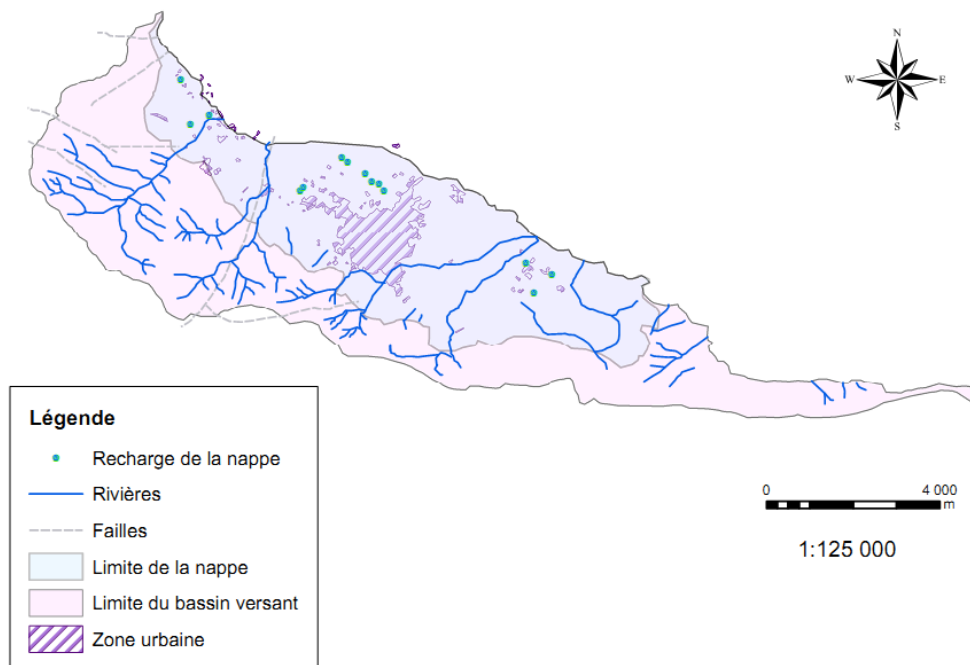 N
W E
S
Légende
Recharge de la nappe
Rivières
Failles
Limite de la nappe
Limite du bassin versant
Zone urbaine
0 4 000
m
1:125 000